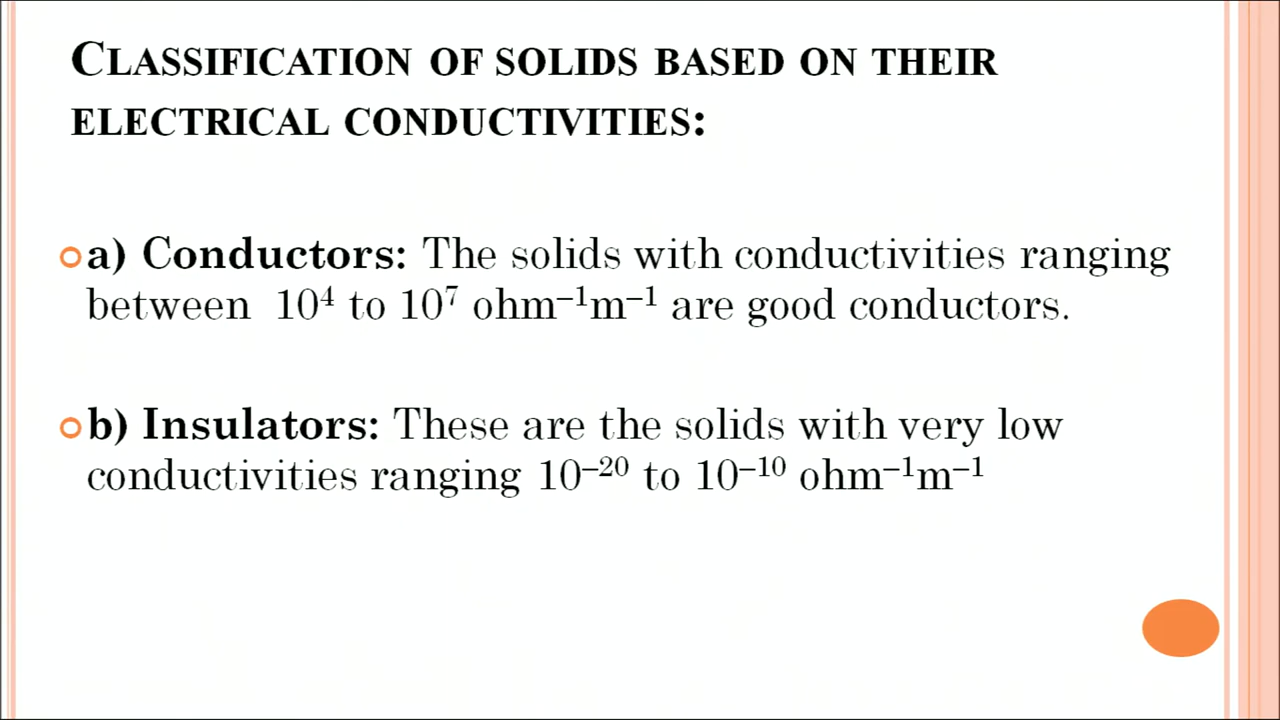 CLASSIFICATION OF SOLIDS BASED ON THEIR
ELECTRICAL CONDUCTIVITIES:
a) Conductors: The solids with conductivities ranging
between 10⁴ to 10⁷ ohm⁻¹m⁻¹ are good conductors.
b) Insulators: These are the solids with very low
conductivities ranging 10⁻²⁰ to 10⁻¹⁰ ohm⁻¹m⁻¹